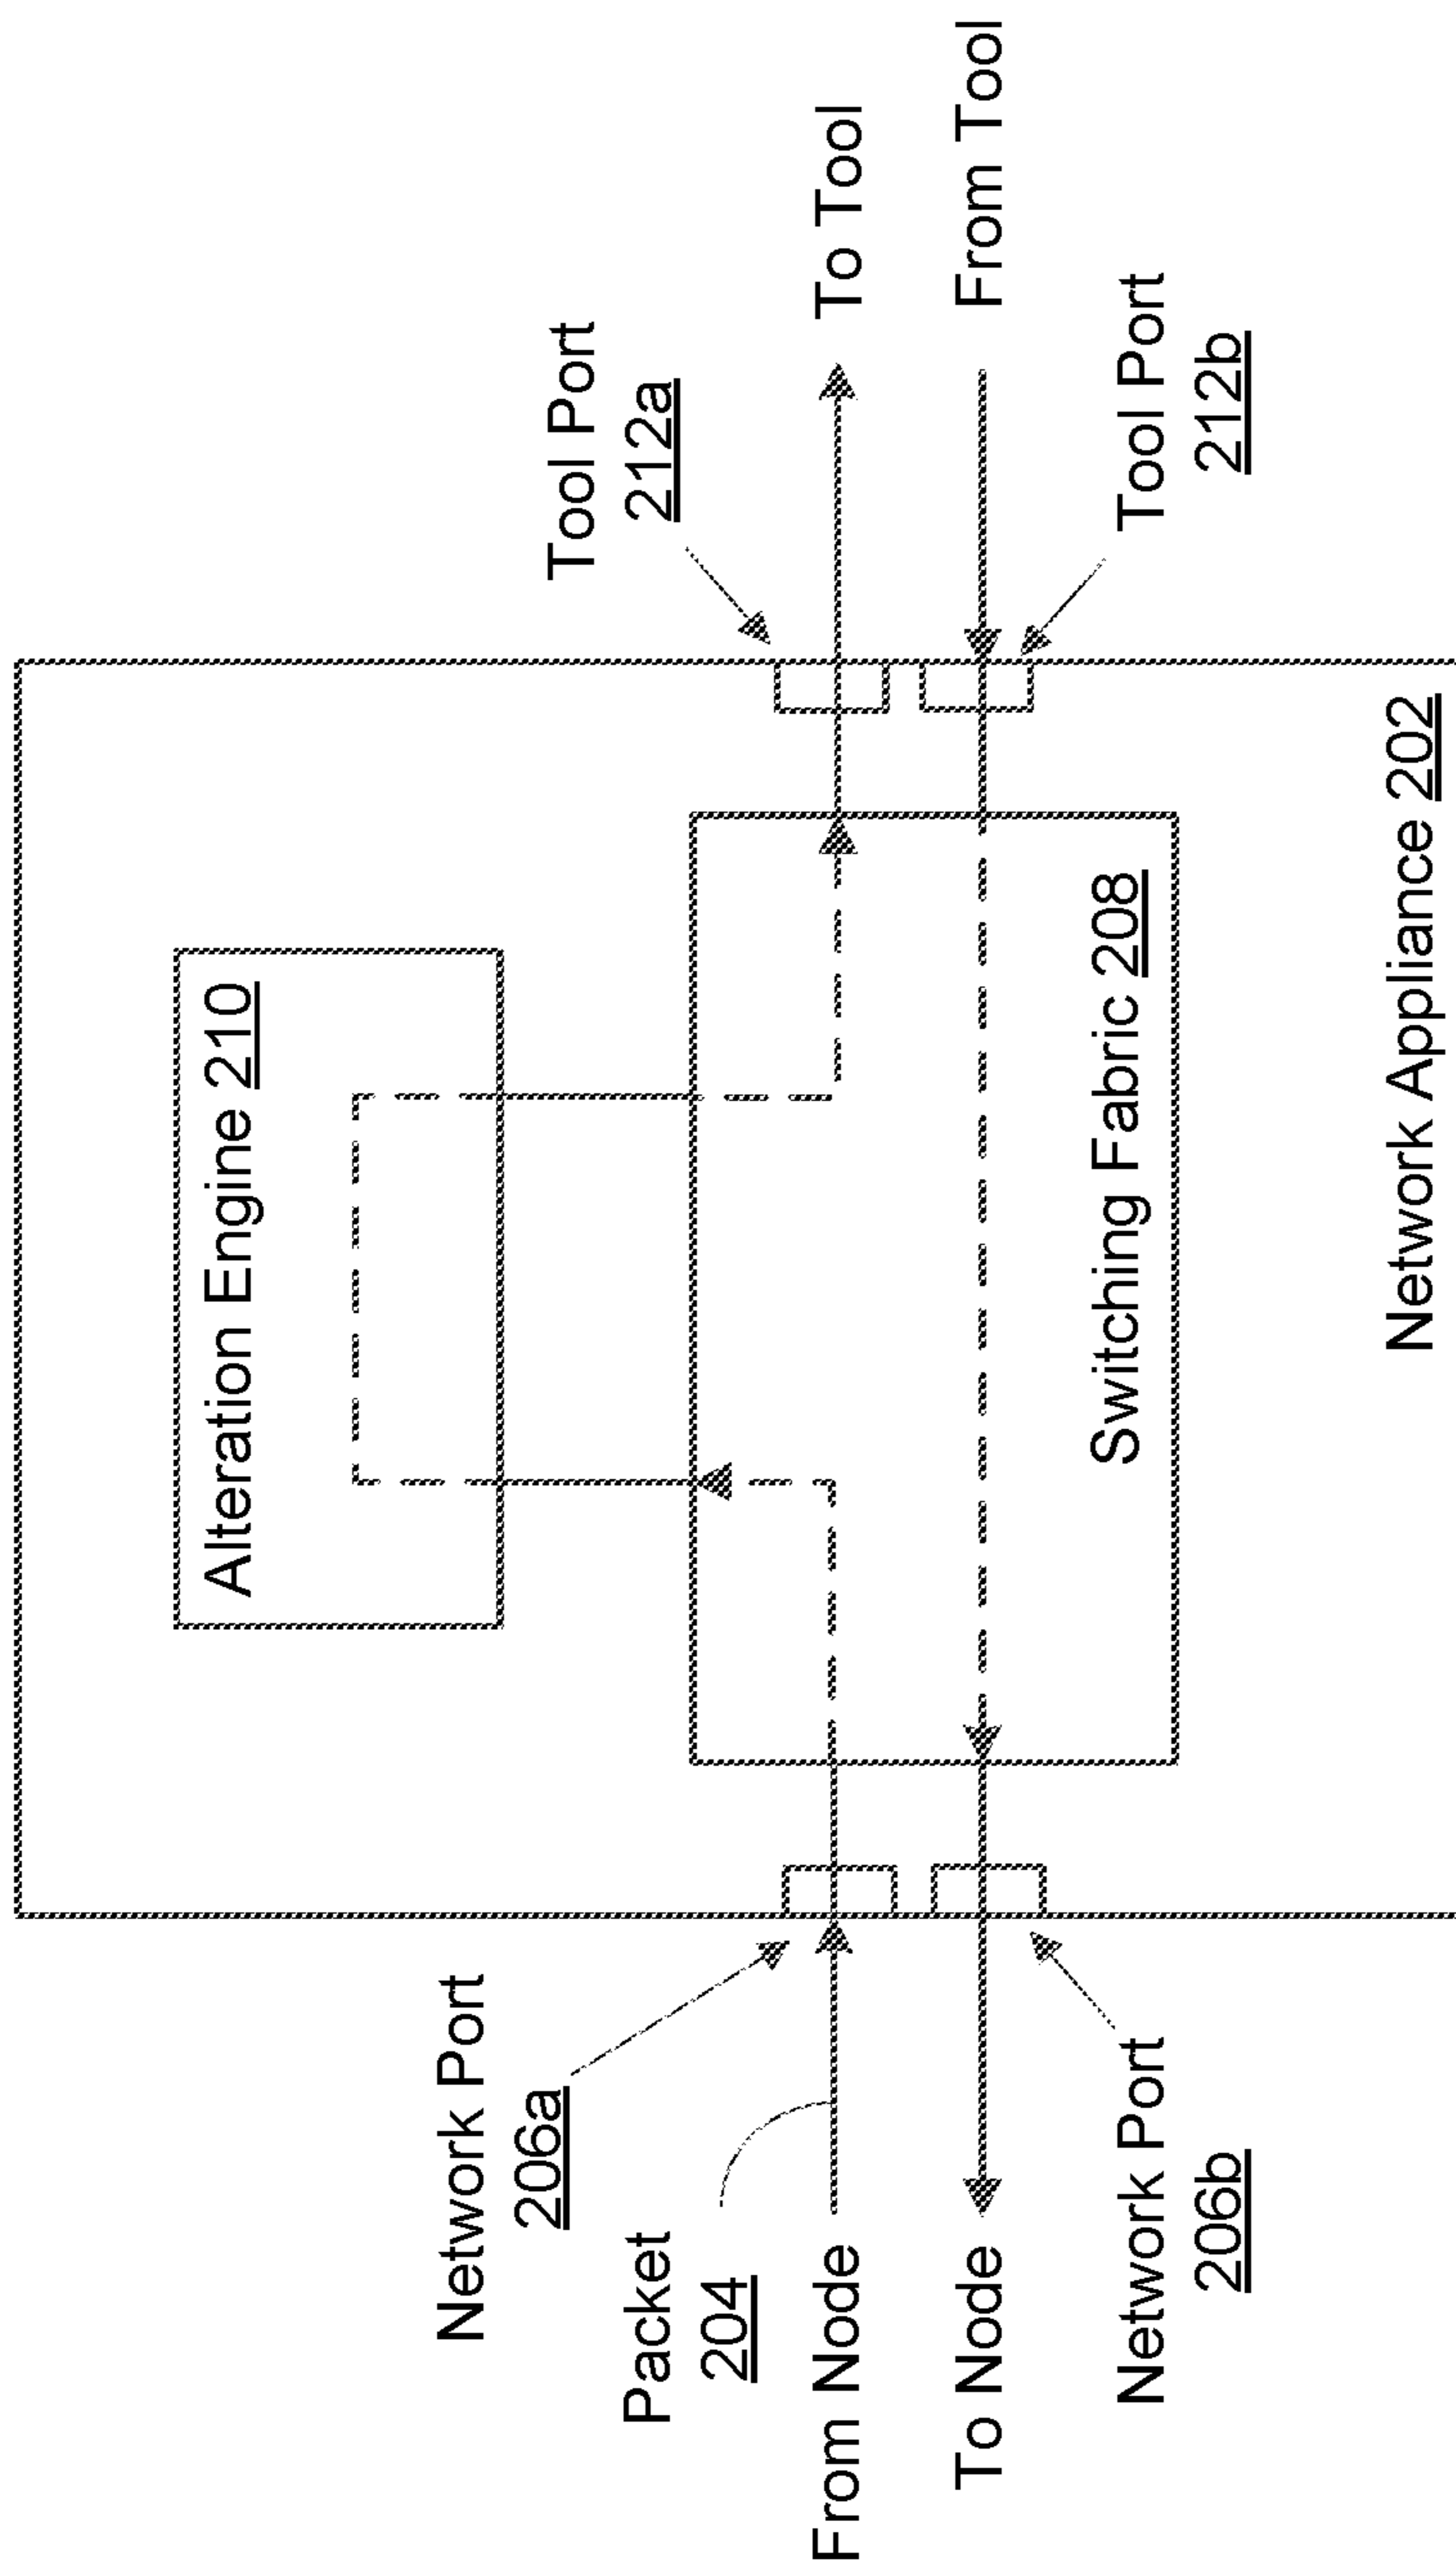 Alteration Engine 210
Network Port
206a
Tool Port
212a
Packet
204
From Node
To Tool
To Node
From Tool
Switching Fabric 208
Network Port
206b
Tool Port
212b
Network Appliance 202